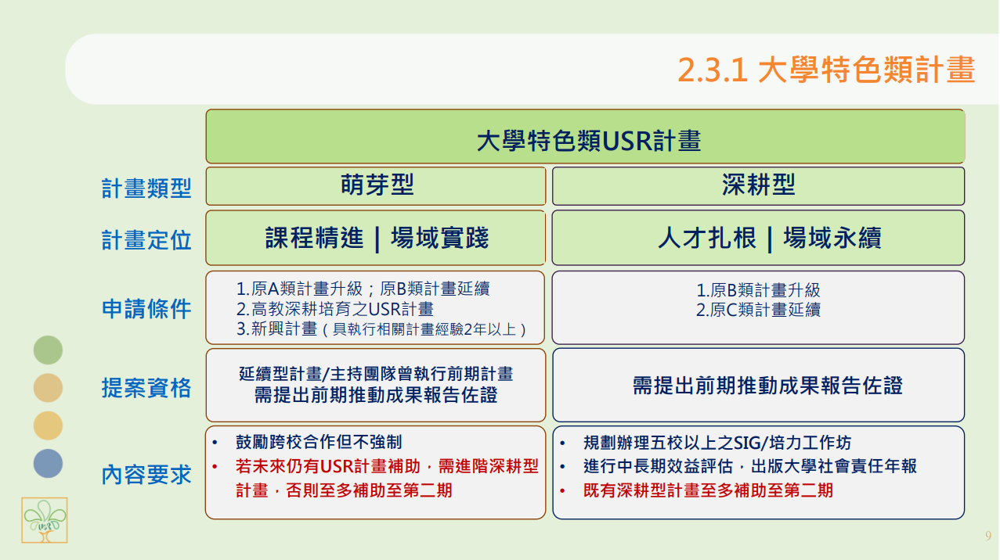 2.3.1 大學特色類計畫
大學特色類USR計畫
計畫類型
萌芽型
深耕型
計畫定位
課程精進 | 場域實踐
人才扎根 | 場域永續
申請條件
1.原A類計畫升級；原B類計畫延續
2.高教深耕培育之USR計畫
3.新興計畫（具執行相關計畫經驗2年以上）
1.原B類計畫升級
2.原C類計畫延續
提案資格
延續型計畫/主持團隊曾執行前期計畫
需提出前期推動成果報告佐證
需提出前期推動成果報告佐證
內容要求
• 鼓勵跨校合作但不強制
• 若未來仍有USR計畫補助，需進階深耕型
計畫，否則至多補助至第二期
• 規劃辦理五校以上之SIG/培力工作坊
• 進行中長期效益評估，出版大學社會責任年報
• 既有深耕型計畫至多補助至第二期
USR
9